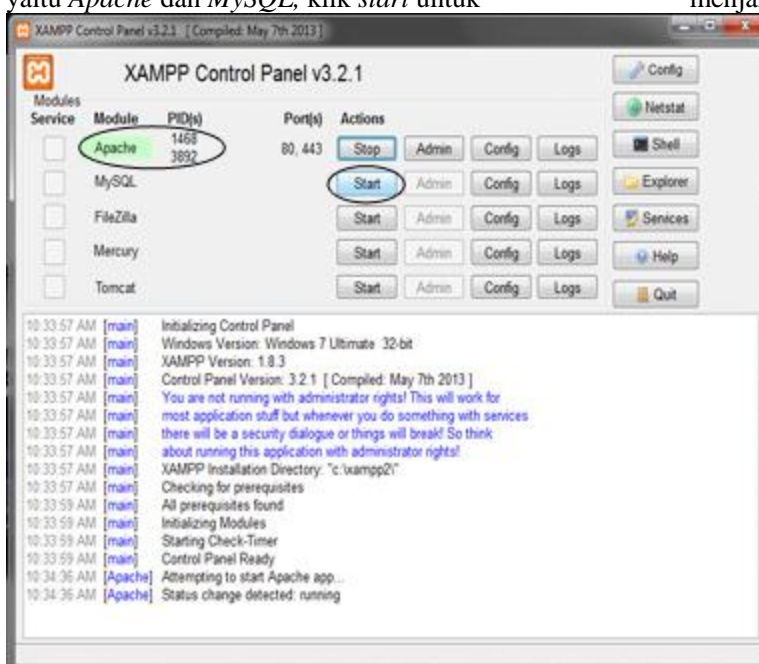 yaitu Apache dan MySQL, klik start untuk
XAMPP Control Panel v3.2.1 [ Compiled: May 7th 2013 ]
XAMPP Control Panel v3.2.1
Config
Modules
Service Module PID(s) Port(s) Actions
Netstat
Apache 1468 3892 80, 443 Stop Admin Config Logs
Shell
MySQL Start Admin Config Logs
Explorer
FileZilla Start Admin Config Logs
Services
Mercury Start Admin Config Logs
Help
Tomcat Start Admin Config Logs
Quit
10:33:57 AM [main] Initializing Control Panel
10:33:57 AM [main] Windows Version: Windows 7 Ultimate 32-bit
10:33:57 AM [main] XAMPP Version: 1.8.3
10:33:57 AM [main] Control Panel Version: 3.2.1 [ Compiled: May 7th 2013 ]
10:33:57 AM [main] You are not running with administrator rights! This will work for
10:33:57 AM [main] most application stuff but whenever you do something with services
10:33:57 AM [main] there will be a security dialogue or things will break! So think
10:33:57 AM [main] about running this application with administrator rights!
10:33:57 AM [main] XAMPP Installation Directory: "c:\xampp2\"
10:33:57 AM [main] Checking for prerequisites
10:33:59 AM [main] All prerequisites found
10:33:59 AM [main] Initializing Modules
10:33:59 AM [main] Starting Check-Timer
10:33:59 AM [main] Control Panel Ready
10:34:36 AM [Apache] Attempting to start Apache app...
10:34:36 AM [Apache] Status change detected: running